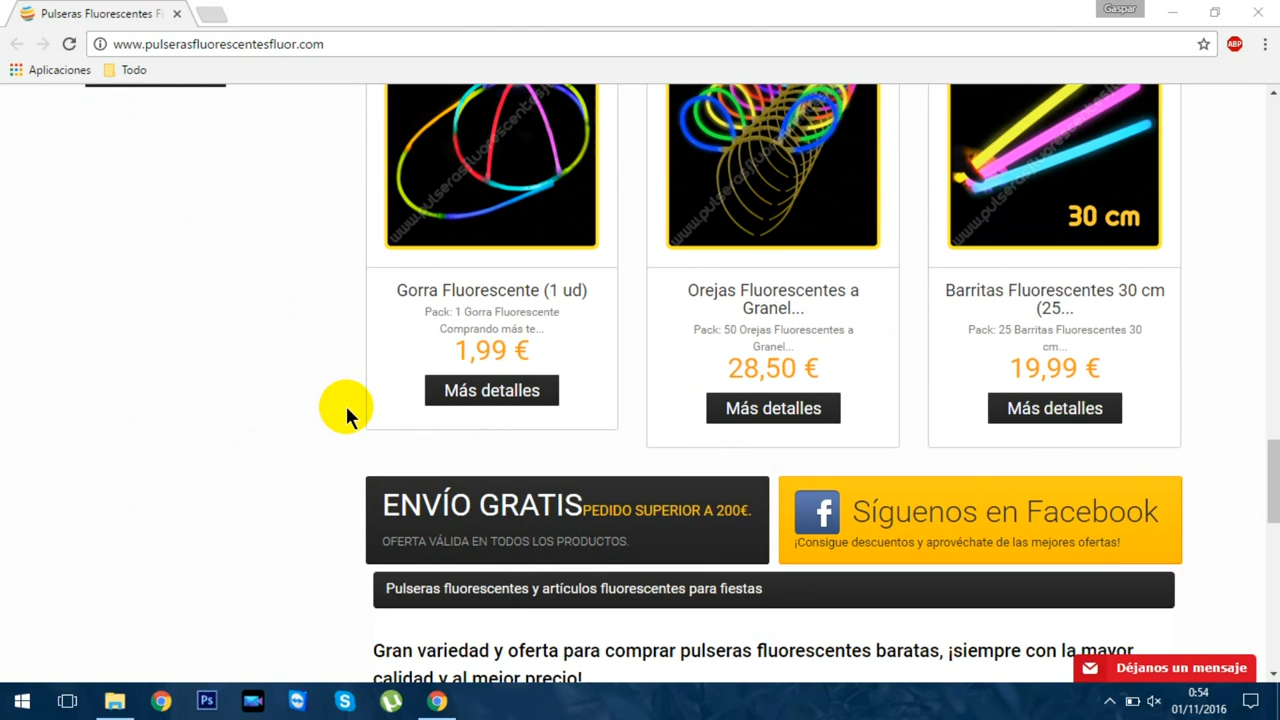 Pulseras Fluorescentes F
Gaspar
www.pulserasfluorescentesfluor.com
ABP
Aplicaciones
Todo
30 cm
Gorra Fluorescente (1 ud)
Pack: 1 Gorra Fluorescente
Comprando más te...
1,99 €
Más detalles
Orejas Fluorescentes a
Granel...
Pack: 50 Orejas Fluorescentes a
Granel...
28,50 €
Más detalles
Barritas Fluorescentes 30 cm
(25...
Pack: 25 Barritas Fluorescentes 30
cm...
19,99 €
Más detalles
ENVÍO GRATIS PEDIDO SUPERIOR A 200€.
OFERTA VÁLIDA EN TODOS LOS PRODUCTOS.
f Síguenos en Facebook
¡Consigue descuentos y aprovéchate de las mejores ofertas!
Pulseras fluorescentes y artículos fluorescentes para fiestas
Gran variedad y oferta para comprar pulseras fluorescentes baratas, ¡siempre con la mayor
calidad y al mejor precio!
Déjanos un mensaje
Ps
0:54
01/11/2016